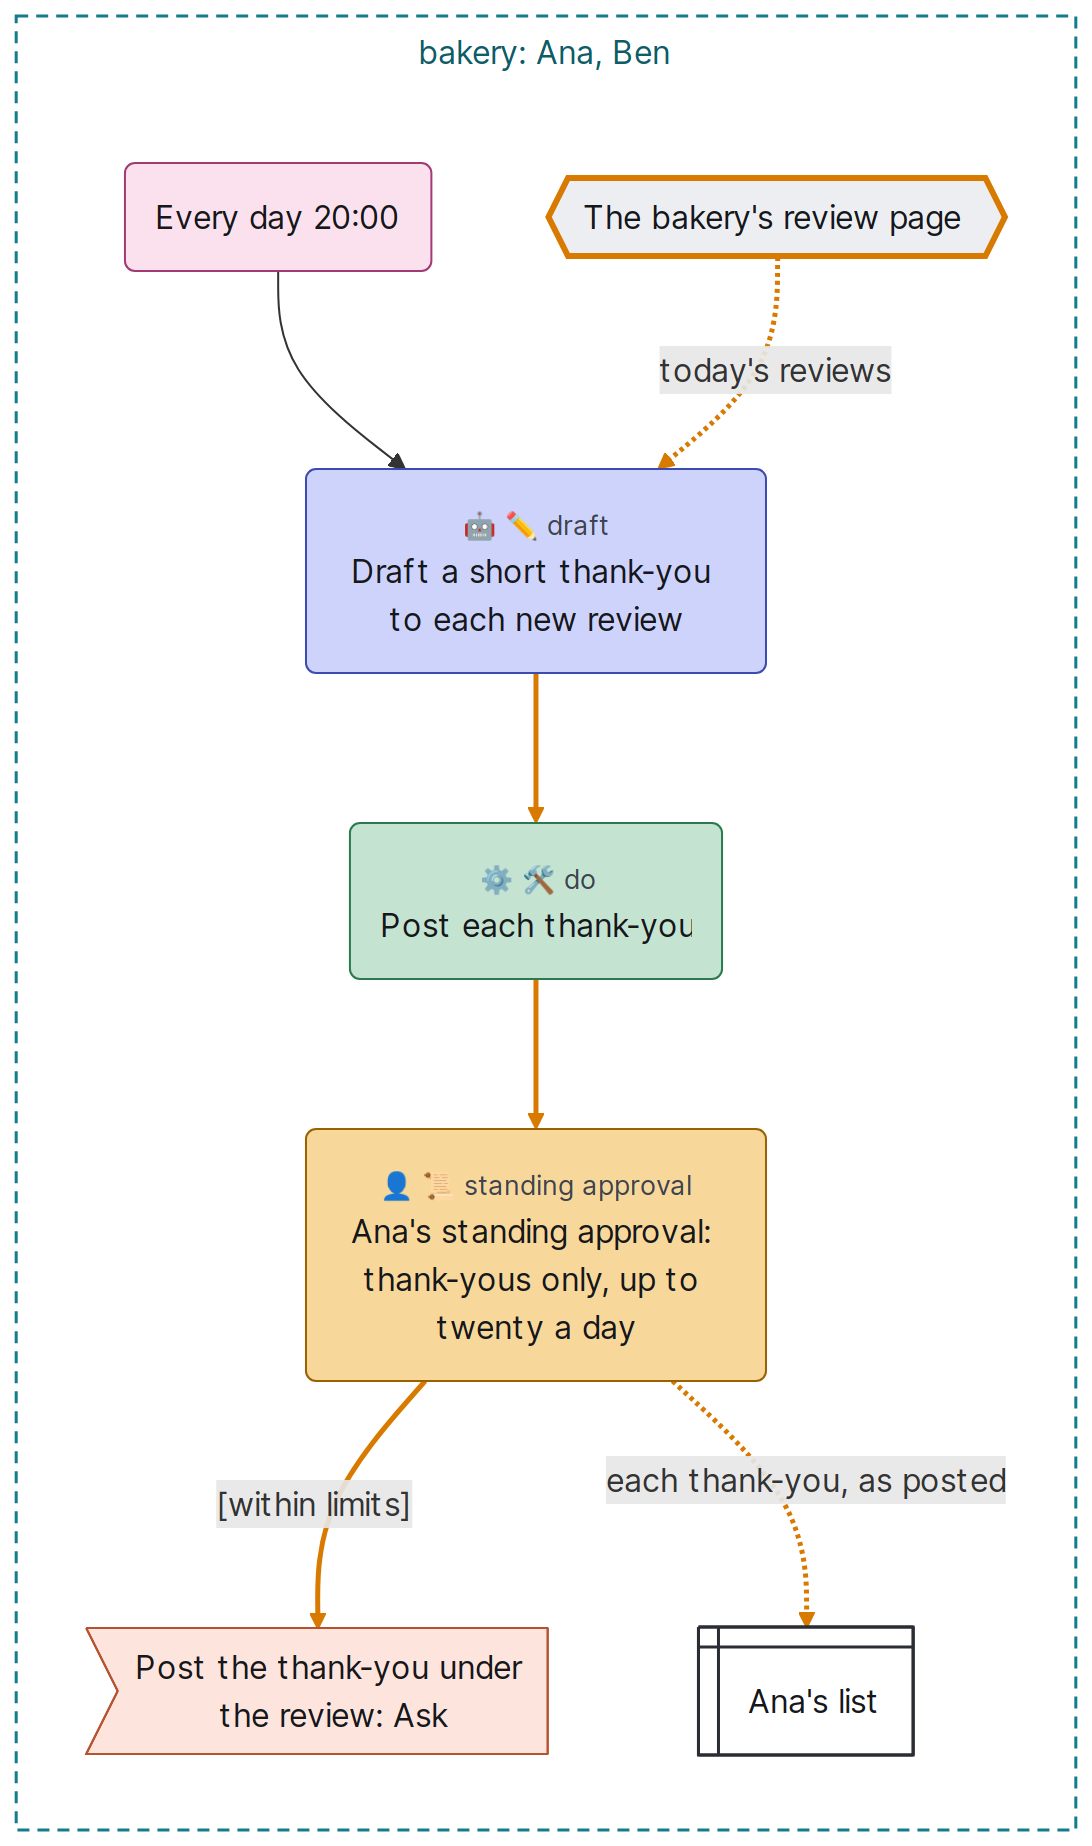 bakery: Ana, Ben
Every day 20:00
The bakery's review page
today's reviews
draft
Draft a short thank-you
to each new review
do
Post each thank-you
standing approval
Ana's standing approval:
thank-yous only, up to
twenty a day
[within limits]
each thank-you, as posted
Post the thank-you under
the review: Ask
Ana's list